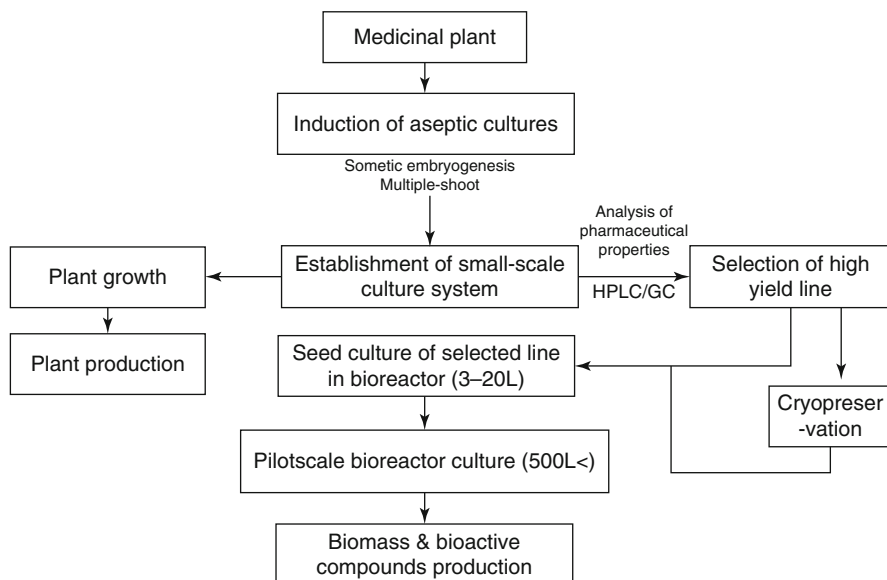 Medicinal plant
Induction of aseptic cultures
Sometic embryogenesis
Multiple-shoot
Analysis of
pharmaceutical
properties
HPLC/GC
Plant growth
Establishment of small-scale
culture system
Selection of high
yield line
Plant production
Seed culture of selected line
in bioreactor (3–20L)
Cryopreser
-vation
Pilotscale bioreactor culture (500L<)
Biomass & bioactive
compounds production